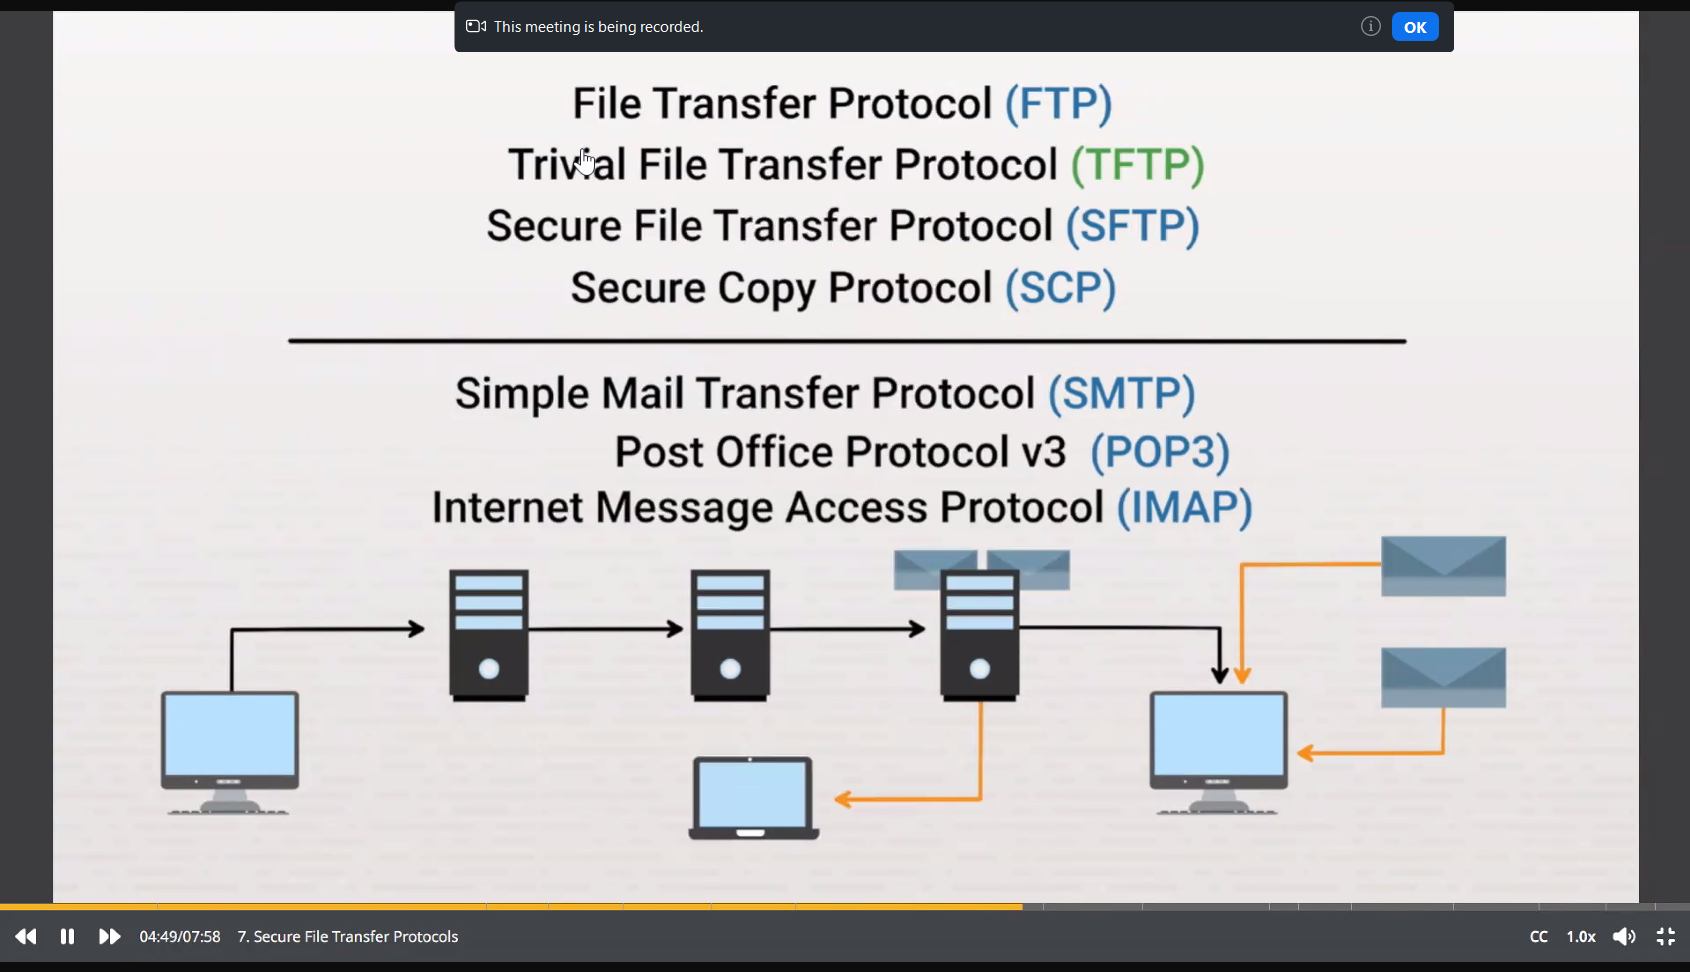 This meeting is being recorded.
OK
File Transfer Protocol (FTP)
Trivial File Transfer Protocol (TFTP)
Secure File Transfer Protocol (SFTP)
Secure Copy Protocol (SCP)
Simple Mail Transfer Protocol (SMTP)
Post Office Protocol v3 (POP3)
Internet Message Access Protocol (IMAP)
04:49/07:58 7. Secure File Transfer Protocols CC 1.0x